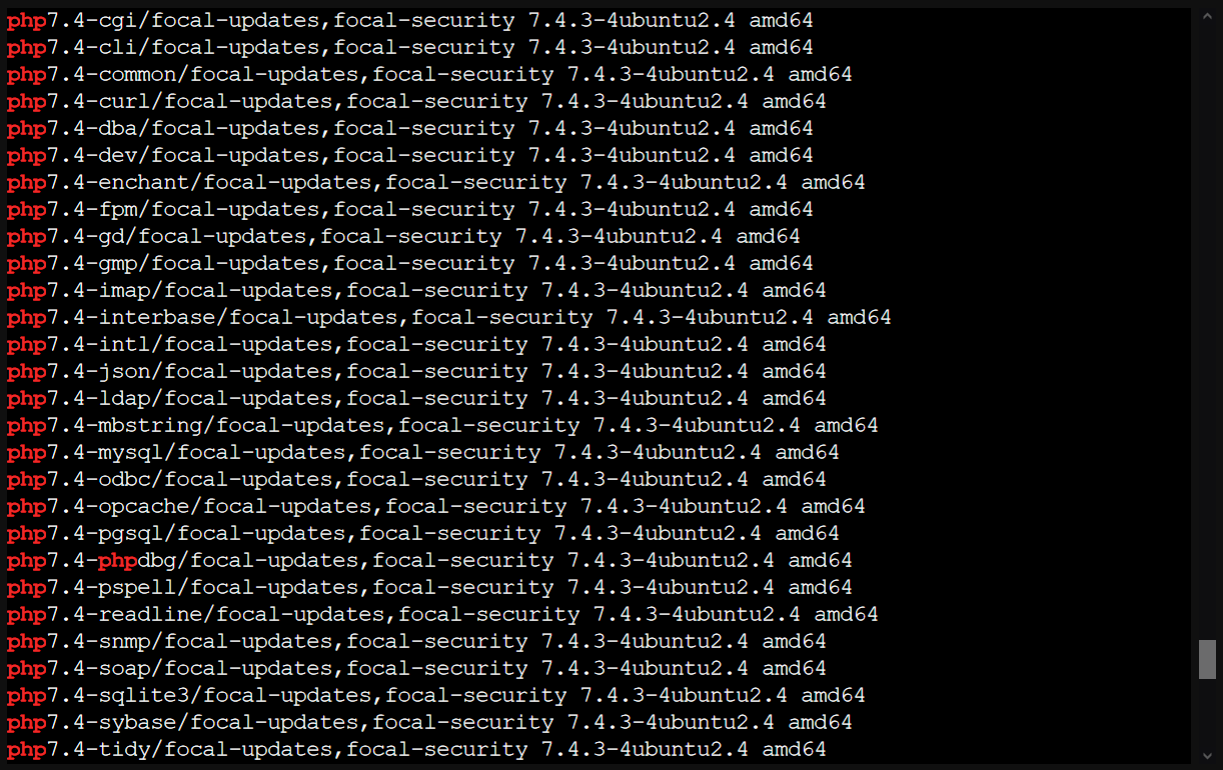 php7.4-cgi/focal-updates,focal-security 7.4.3-4ubuntu2.4 amd64
php7.4-cli/focal-updates,focal-security 7.4.3-4ubuntu2.4 amd64
php7.4-common/focal-updates,focal-security 7.4.3-4ubuntu2.4 amd64
php7.4-curl/focal-updates,focal-security 7.4.3-4ubuntu2.4 amd64
php7.4-dba/focal-updates,focal-security 7.4.3-4ubuntu2.4 amd64
php7.4-dev/focal-updates,focal-security 7.4.3-4ubuntu2.4 amd64
php7.4-enchant/focal-updates,focal-security 7.4.3-4ubuntu2.4 amd64
php7.4-fpm/focal-updates,focal-security 7.4.3-4ubuntu2.4 amd64
php7.4-gd/focal-updates,focal-security 7.4.3-4ubuntu2.4 amd64
php7.4-gmp/focal-updates,focal-security 7.4.3-4ubuntu2.4 amd64
php7.4-imap/focal-updates,focal-security 7.4.3-4ubuntu2.4 amd64
php7.4-interbase/focal-updates,focal-security 7.4.3-4ubuntu2.4 amd64
php7.4-intl/focal-updates,focal-security 7.4.3-4ubuntu2.4 amd64
php7.4-json/focal-updates,focal-security 7.4.3-4ubuntu2.4 amd64
php7.4-ldap/focal-updates,focal-security 7.4.3-4ubuntu2.4 amd64
php7.4-mbstring/focal-updates,focal-security 7.4.3-4ubuntu2.4 amd64
php7.4-mysql/focal-updates,focal-security 7.4.3-4ubuntu2.4 amd64
php7.4-odbc/focal-updates,focal-security 7.4.3-4ubuntu2.4 amd64
php7.4-opcache/focal-updates,focal-security 7.4.3-4ubuntu2.4 amd64
php7.4-pgsql/focal-updates,focal-security 7.4.3-4ubuntu2.4 amd64
php7.4-phpdbg/focal-updates,focal-security 7.4.3-4ubuntu2.4 amd64
php7.4-pspell/focal-updates,focal-security 7.4.3-4ubuntu2.4 amd64
php7.4-readline/focal-updates,focal-security 7.4.3-4ubuntu2.4 amd64
php7.4-snmp/focal-updates,focal-security 7.4.3-4ubuntu2.4 amd64
php7.4-soap/focal-updates,focal-security 7.4.3-4ubuntu2.4 amd64
php7.4-sqlite3/focal-updates,focal-security 7.4.3-4ubuntu2.4 amd64
php7.4-sybase/focal-updates,focal-security 7.4.3-4ubuntu2.4 amd64
php7.4-tidy/focal-updates,focal-security 7.4.3-4ubuntu2.4 amd64